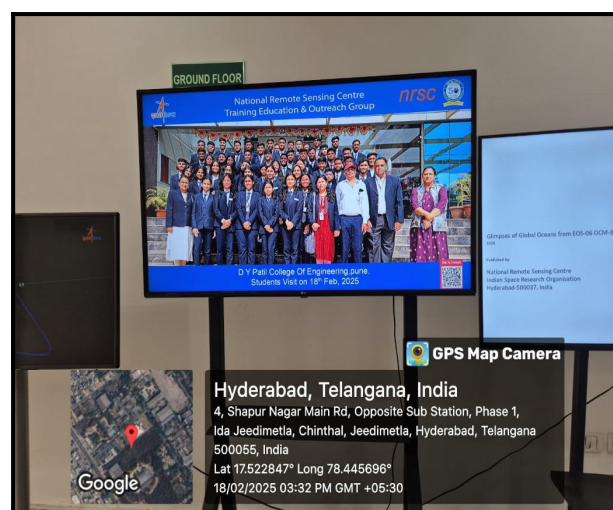 GROUND FLOOR
National Remote Sensing Centre
Training Education & Outreach Group
nrsc
D Y Patil College Of Engineering,pune.
Students Visit on 18th Feb, 2025
Glimpses of Global Oceans from EOS-06 OCM-3
Published by
National Remote Sensing Centre
Indian Space Research Organisation
Hyderabad-500037, India
GPS Map Camera
Hyderabad, Telangana, India
4, Shapur Nagar Main Rd, Opposite Sub Station, Phase 1,
Ida Jeedimetla, Chinthal, Jeedimetla, Hyderabad, Telangana
500055, India
Lat 17.522847° Long 78.445696°
18/02/2025 03:32 PM GMT +05:30
Google